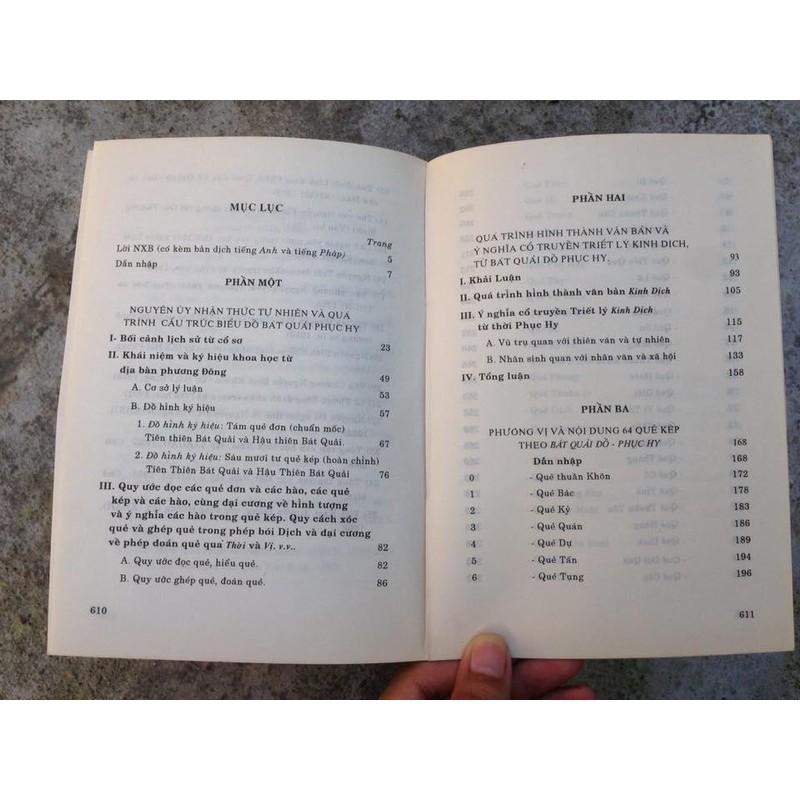 MỤC LỤC
Trang
Lời NXB (có kèm bản dịch tiếng Anh và tiếng Pháp) 5
Dẫn nhập 7
PHẦN MỘT
NGUYÊN ỦY NHẬN THỨC TỰ NHIÊN VÀ QUÁ
TRÌNH CẤU TRÚC BIỂU ĐỒ BÁT QUÁI PHỤC HY
I- Bối cảnh lịch sử từ cổ sơ 23
II. Khái niệm và ký hiệu khoa học từ
địa bàn phương Đông 49
A. Cơ sở lý luận 53
B. Đồ hình ký hiệu 57
1. Đồ hình ký hiệu: Tám quẻ đơn (chuẩn mốc)
Tiên thiên Bát Quái và Hậu thiên Bát Quái. 67
2. Đồ hình ký hiệu: Sáu mươi tư quẻ kép (hoàn chỉnh)
Tiên Thiên Bát Quái và Hậu Thiên Bát Quái 76
III. Quy ước đọc các quẻ đơn và các hào, các quẻ
kép và các hào, cùng đại cương về hình tượng
và ý nghĩa các hào trong quẻ kép. Quy cách xóc
quẻ và ghép quẻ trong phép bói Dịch và đại cương
về phép đoán quẻ qua Thời và Vị. v.v.. 82
A. Quy ước đọc quẻ, hiểu quẻ. 82
B. Quy ước ghép quẻ, đoán quẻ. 86
610
PHẦN HAI
QUÁ TRÌNH HÌNH THÀNH VĂN BẢN VÀ
Ý NGHĨA CỔ TRUYỀN TRIẾT LÝ KINH DỊCH,
TỪ BÁT QUÁI ĐỒ PHỤC HY. 93
I. Khái Luận 93
II. Quá trình hình thành văn bản Kinh Dịch 105
III. Ý nghĩa cổ truyền Triết lý Kinh Dịch
từ thời Phục Hy 115
A. Vũ trụ quan với thiên văn và tự nhiên 117
B. Nhân sinh quan với nhân văn và xã hội 133
IV. Tổng luận 158
PHẦN BA
PHƯƠNG VỊ VÀ NỘI DUNG 64 QUẺ KÉP
THEO BÁT QUÁI ĐỒ - PHỤC HY 168
Dẫn nhập 168
0 - Quẻ thuần Khôn 172
1 - Quẻ Bác 178
2 - Quẻ Kỷ 183
3 - Quẻ Quán 186
4 - Quẻ Dự 189
5 - Quẻ Tấn 194
6 - Quẻ Tụng 196
611